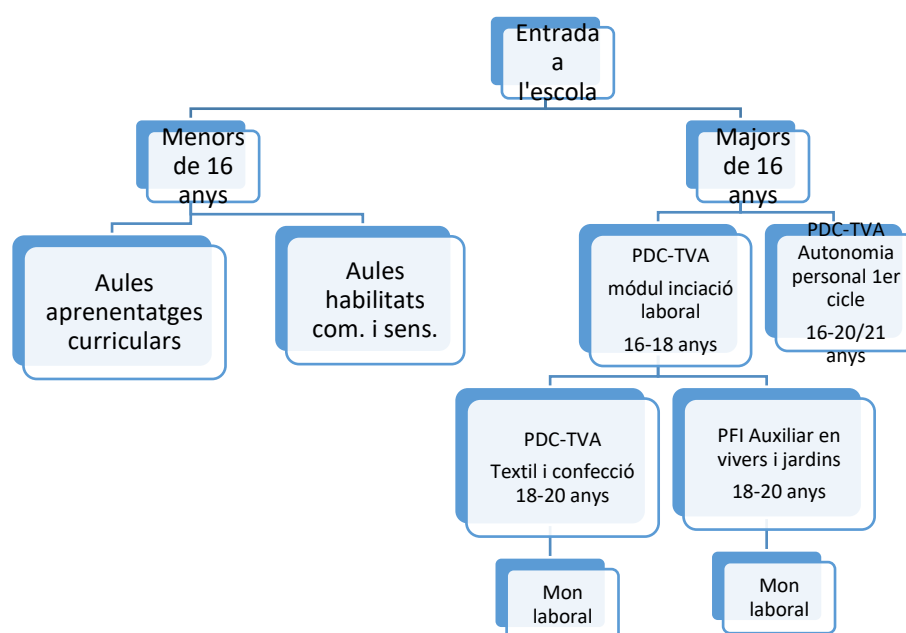 Entrada
a
l'escola
Menors
de 16
anys
Majors
de 16
anys
Aules
aprenentatges
curriculars
Aules
habilitats
com. i sens.
PDC-TVA
módul inciació
laboral
16-18 anys
PDC-TVA
Autonomia
personal 1er
cicle
16-20/21
anys
PDC-TVA
Textil i confecció
18-20 anys
PFI Auxiliar en
vivers i jardins
18-20 anys
Mon
laboral
Mon
laboral